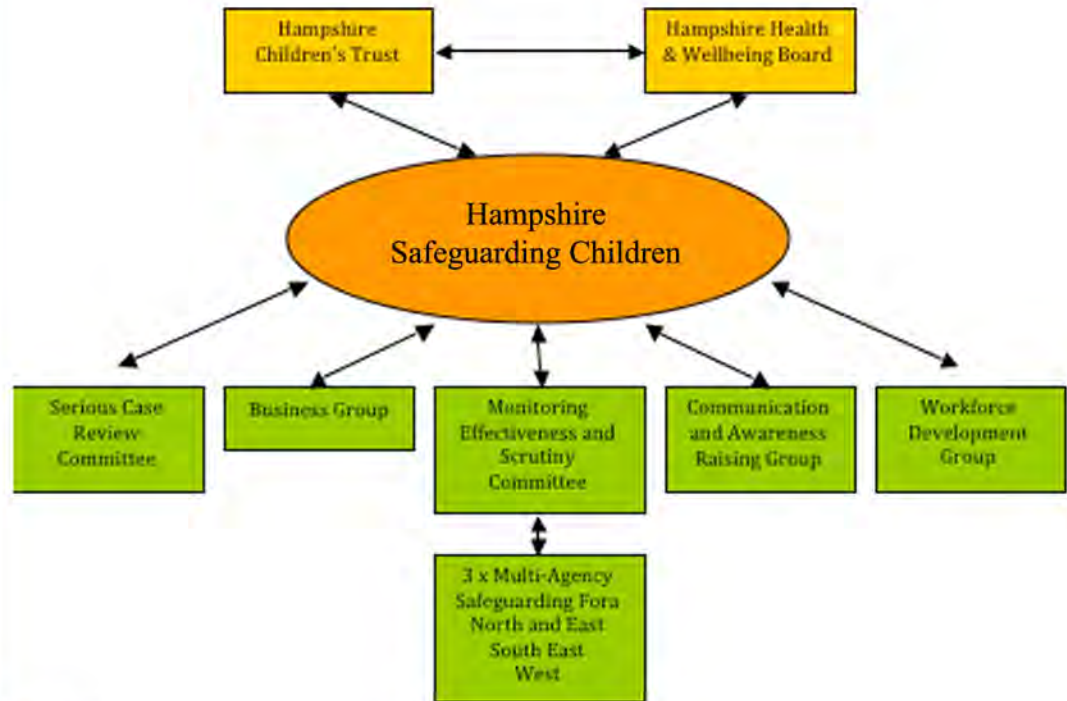 Hampshire
Children's Trust
Hampshire Health
& Wellbeing Board
Hampshire
Safeguarding Children
Serious Case
Review
Committee
Business Group
Monitoring
Effectiveness and
Scrutiny
Committee
Communication
and Awareness
Raising Group
Workforce
Development
Group
3 x Multi-Agency
Safeguarding Fora
North and East
South East
West